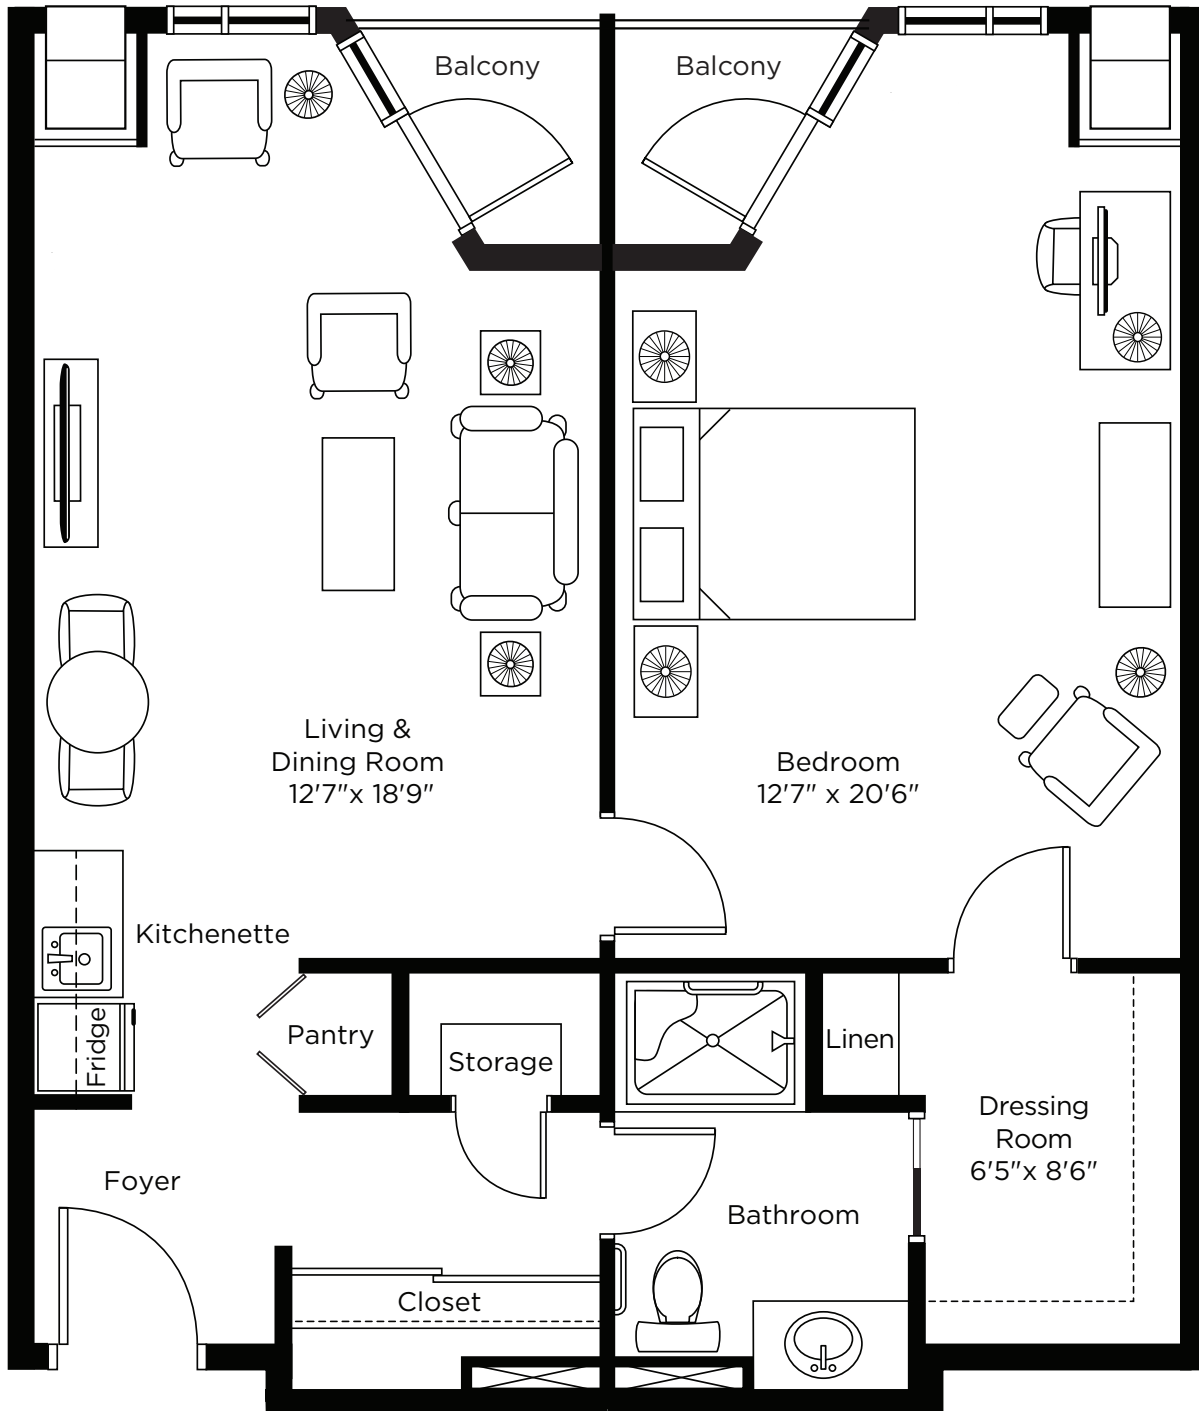 Balcony
Balcony
Living &
Dining Room
12'7"x 18'9"
Bedroom
12'7" x 20'6"
Kitchenette
Fridge
Pantry
Storage
Linen
Dressing
Room
6'5"x 8'6"
Foyer
Bathroom
Closet